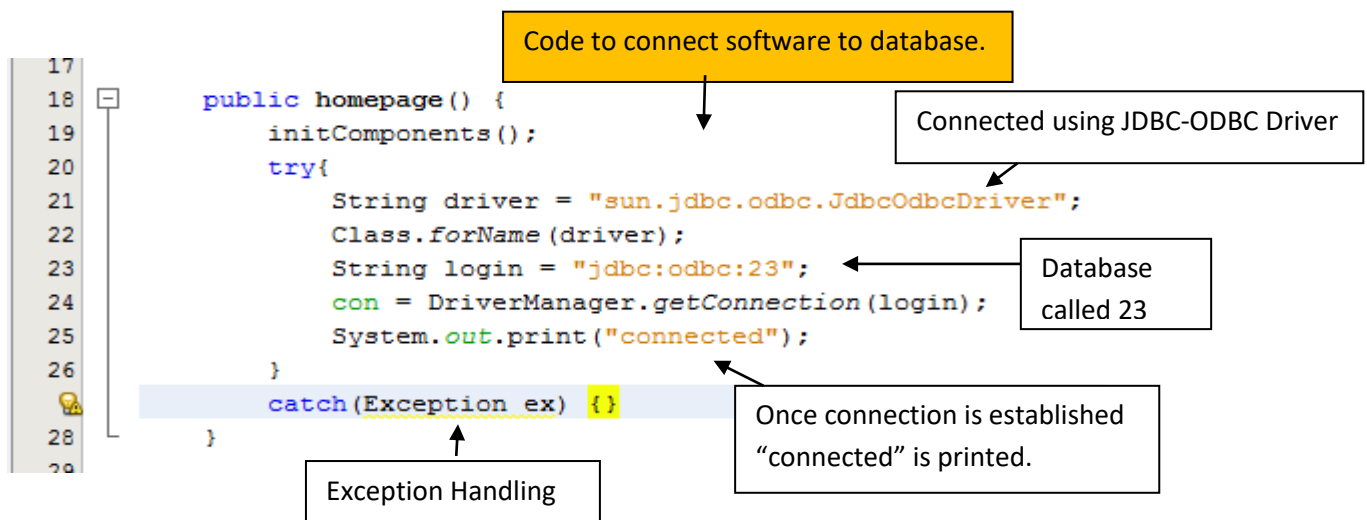 Code to connect software to database.
17
18 public homepage() {
Connected using JDBC-ODBC Driver
19 initComponents();
20 try{
21 String driver = "sun.jdbc.odbc.JdbcOdbcDriver";
22 Class.forName(driver);
23 String login = "jdbc:odbc:23";
Database
called 23
24 con = DriverManager.getConnection(login);
25 System.out.print("connected");
26 }
catch(Exception ex) {}
Once connection is established
“connected” is printed.
28 }
29
Exception Handling